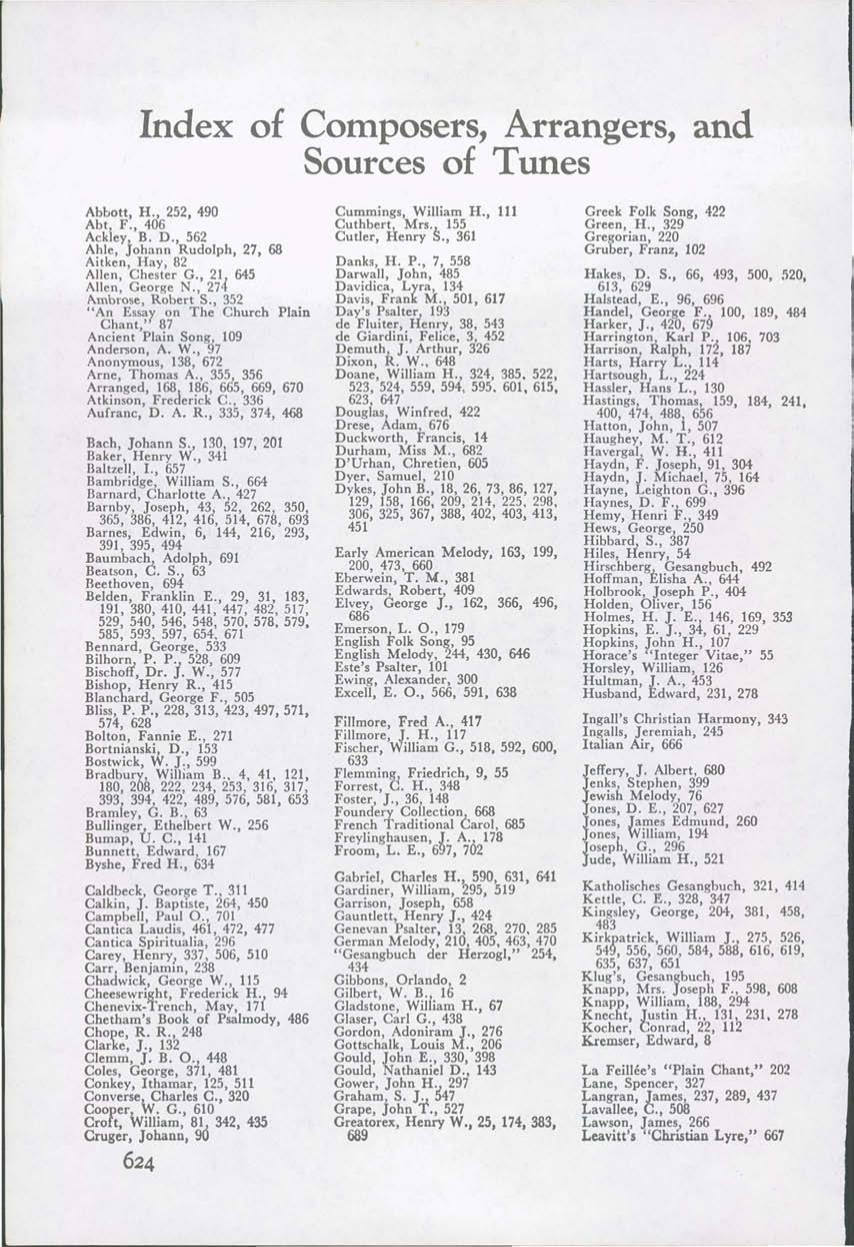 Index of Composers, Arrangers, and
Sources of Tunes
Abbott, H., 252, 490
Abt, F., 406
Ackley, B. D., 562
Ahle, Johann Rudolph, 27, 68
Aitken, Hay, 82
Allen, Chester G., 21, 645
Allen, George N., 274
Ambrose, Robert S., 352
"An Essay on The Church Plain
Chant," 87
Ancient Plain Song, 109
Anderson, A. W., 97
Anonymous, 138, 672
Arne, Thomas A., 355, 356
Arranged, 168, 186, 665, 669, 670
Atkinson, Frederick C., 336
Aufranc, D. A. R., 335, 374, 468
Bach, Johann S., 130, 197, 201
Baker, Henry W., 341
Baltzell, I., 657
Bambridge, William S., 664
Barnard, Charlotte A., 427
Barnby, Joseph, 43, 52, 262, 350,
365, 386, 412, 416, 514, 678, 693
Barnes, Edwin, 6, 144, 216, 293,
391, 395, 494
Baumbach, Adolph, 691
Beatson, C. S., 63
Beethoven, 694
Belden, Franklin E., 29, 31, 183,
191, 380, 410, 441, 447, 482, 517,
529, 540, 546, 548, 570, 578, 579,
585, 593, 597, 654, 671
Bennard, George, 533
Bilhorn, P. P., 528, 609
Bischoff, Dr. J. W., 577
Bishop, Henry R., 415
Blanchard, George F., 505
Bliss, P. P., 228, 313, 423, 497, 571,
574, 628
Bolton, Fannie E., 271
Bortnianski, D., 153
Bostwick, W. J., 599
Bradbury, William B., 4, 41, 121,
180, 208, 222, 234, 253, 316, 317,
393, 394, 422, 489, 576, 581, 653
Bramley, G. B., 63
Bullinger, Ethelbert W., 256
Bumap, U. C., 141
Bunnett, Edward, 167
Byshe, Fred H., 634
Caldbeck, George T., 311
Calkin, J. Baptiste, 264, 450
Campbell, Paul O., 701
Cantica Laudis, 461, 472, 477
Cantica Spiritualia, 296
Carey, Henry, 337, 506, 510
Carr, Benjamin, 238
Chadwick, George W., 115
Cheesewright, Frederick H., 94
Chenevix-Trench, May, 171
Chetham's Book of Psalmody, 486
Chope, R. R., 248
Clarke, J., 132
Clemm, J. B. O., 448
Coles, George, 371, 481
Conkey, Ithamar, 125, 511
Converse, Charles C., 320
Cooper, W. G., 610
Croft, William, 81, 342, 435
Cruger, Johann, 90
Cummings, William H., 111
Cuthbert, Mrs., 155
Cutler, Henry S., 361
Danks, H. P., 7, 558
Darwall, John, 485
Davidica, Lyra, 134
Davis, Frank M., 501, 617
Day's Psalter, 193
de Fluiter, Henry, 38, 543
de Giardini, Felice, 3, 452
Demuth, J. Arthur, 326
Dixon, R. W., 648
Doane, William H., 324, 385, 522,
523, 524, 559, 594, 595, 601, 615,
623, 647
Douglas, Winfred, 422
Drese, Adam, 676
Duckworth, Francis, 14
Durham, Miss M., 682
D'Urhan, Chretien, 605
Dyer, Samuel, 210
Dykes, John B., 18, 26, 73, 86, 127,
129, 158, 166, 209, 214, 225, 298,
306, 325, 367, 388, 402, 403, 413,
451
Early American Melody, 163, 199,
200, 473, 660
Eberwein, T. M., 381
Edwards, Robert, 409
Elvey, George J., 162, 366, 496,
686
Emerson, L. O., 179
English Folk Song, 95
English Melody, 244, 430, 646
Este's Psalter, 101
Ewing, Alexander, 300
Excell, E. O., 566, 591, 638
Fillmore, Fred A., 417
Fillmore, J. H., 117
Fischer, William G., 518, 592, 600,
633
Flemming, Friedrich, 9, 55
Forrest, C. H., 348
Foster, J., 36, 148
Foundery Collection, 668
French Traditional Carol, 685
Freylinghausen, J. A., 178
Froom, L. E., 697, 702
Gabriel, Charles H., 590, 631, 641
Gardiner, William, 295, 519
Garrison, Joseph, 658
Gauntlett, Henry J., 424
Genevan Psalter, 13, 268, 270, 285
German Melody, 210, 405, 463, 470
"Gesangbuch der Herzogl," 254,
434
Gibbons, Orlando, 2
Gilbert, W. B., 16
Gladstone, William H., 67
Glaser, Carl G., 438
Gordon, Adoniram J., 276
Gottschalk, Louis M., 206
Gould, John E., 330, 398
Gould, Nathaniel D., 143
Gower, John H., 297
Graham, S. J., 547
Grape, John T., 527
Greatorex, Henry W., 25, 174, 383,
689
Greek Folk Song, 422
Green, H., 329
Gregorian, 220
Gruber, Franz, 102
Hakes, D. S., 66, 493, 500, 520,
613, 629
Halstead, E., 96, 696
Handel, George F., 100, 189, 484
Harker, J., 420, 679
Harrington, Karl P., 106, 703
Harrison, Ralph, 172, 187
Harts, Harry L., 114
Hartsough, L., 224
Hassler, Hans L., 130
Hastings, Thomas, 159, 184, 241,
400, 474, 488, 656
Hatton, John, 1, 507
Haughey, M. T., 612
Havergal, W. H., 411
Haydn, F. Joseph, 91, 304
Haydn, J. Michael, 75, 164
Hayne, Leighton G., 396
Haynes, D. F., 699
Hemy, Henri F., 349
Hews, George, 250
Hibbard, S., 387
Hiles, Henry, 54
Hirschberg, Gesangbuch, 492
Hoffman, Elisha A., 644
Holbrook, Joseph P., 404
Holden, Oliver, 156
Holmes, H. J. E., 146, 169, 353
Hopkins, E. J., 34, 61, 229
Hopkins, John H., 107
Horace's "Integer Vitae," 55
Horsley, William, 126
Hultman, J. A., 453
Husband, Edward, 231, 278
Ingall's Christian Harmony, 343
Ingalls, Jeremiah, 245
Italian Air, 666
Jeffery, J. Albert, 680
Jenks, Stephen, 399
Jewish Melody, 76
Jones, D. E., 207, 627
Jones, James Edmund, 260
Jones, William, 194
Joseph, G., 296
Jude, William H., 521
Katholisches Gesangbuch, 321, 414
Kettle, C. E., 328, 347
Kingsley, George, 204, 381, 458,
483
Kirkpatrick, William J., 275, 526,
549, 556, 560, 584, 588, 616, 619,
635, 637, 651
Klug's, Gesangbuch, 195
Knapp, Mrs. Joseph F., 598, 608
Knapp, William, 188, 294
Knecht, Justin H., 131, 231, 278
Kocher, Conrad, 22, 112
Kremser, Edward, 8
La Feillée's "Plain Chant," 202
Lane, Spencer, 327
Langran, James, 237, 289, 437
Lavallee, C., 508
Lawson, James, 266
Leavitt's "Christian Lyre," 667
624